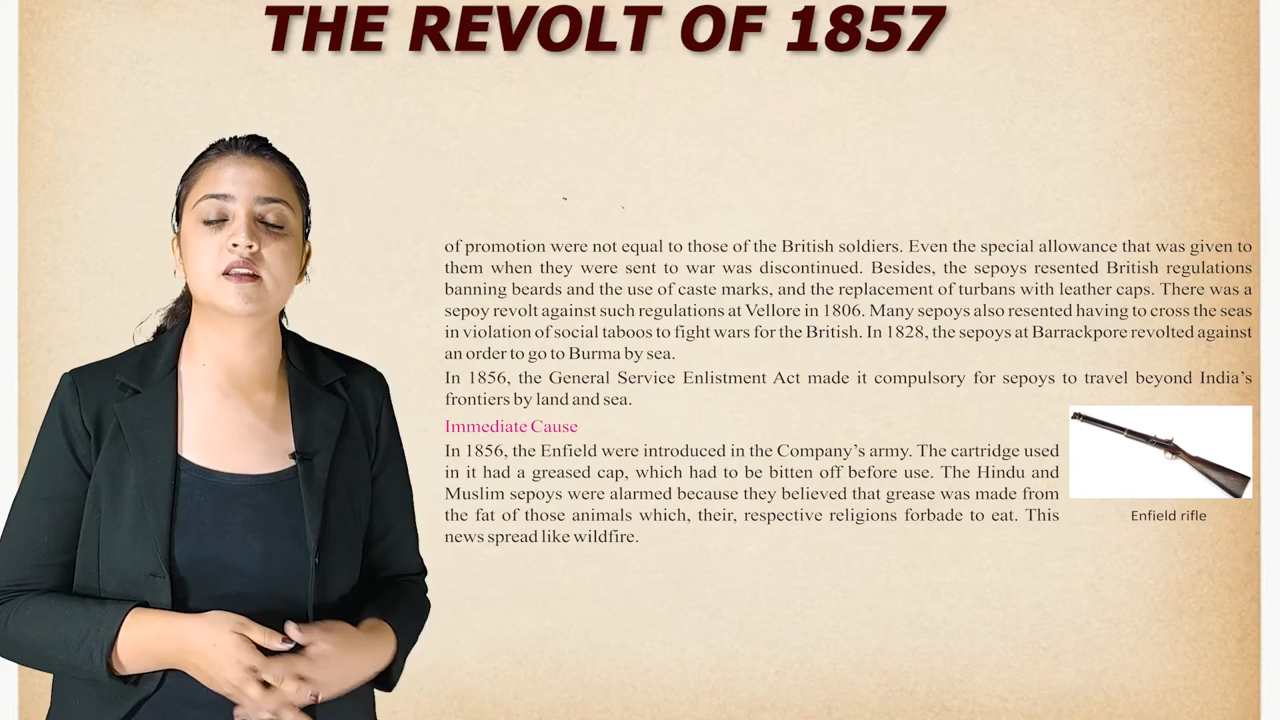 THE REVOLT OF 1857
of promotion were not equal to those of the British soldiers. Even the special allowance that was given to
them when they were sent to war was discontinued. Besides, the sepoys resented British regulations
banning beards and the use of caste marks, and the replacement of turbans with leather caps. There was a
sepoy revolt against such regulations at Vellore in 1806. Many sepoys also resented having to cross the seas
in violation of social taboos to fight wars for the British. In 1828, the sepoys at Barrackpore revolted against
an order to go to Burma by sea.
In 1856, the General Service Enlistment Act made it compulsory for sepoys to travel beyond India's
frontiers by land and sea.
Immediate Cause
In 1856, the Enfield were introduced in the Company's army. The cartridge used
in it had a greased cap, which had to be bitten off before use. The Hindu and
Muslim sepoys were alarmed because they believed that grease was made from
the fat of those animals which, their, respective religions forbade to eat. This
news spread like wildfire.
Enfield rifle